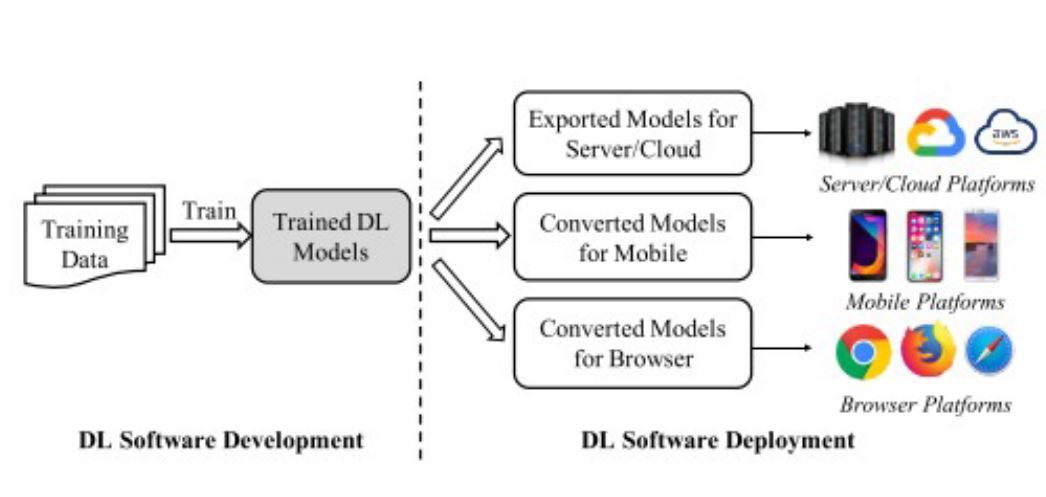 Training
Data
Train
Trained DL
Models
Exported Models for
Server/Cloud
Converted Models
for Mobile
Converted Models
for Browser
aws
Server/Cloud Platforms
Mobile Platforms
Browser Platforms
DL Software Development
DL Software Deployment